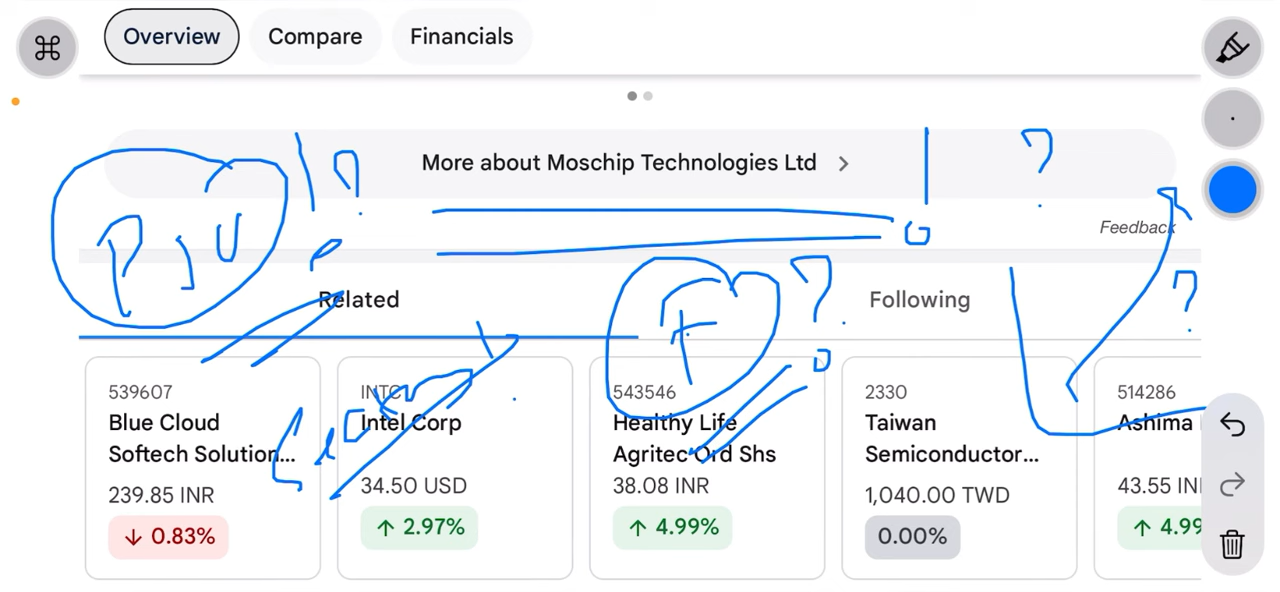 Overview Compare Financials
More about Moschip Technologies Ltd
Feedback
PSU
?
?
?
?
F
Related Following
539607
Blue Cloud
Softech Solution...
239.85 INR
↓ 0.83%
INTC
Intel Corp
34.50 USD
↑ 2.97%
543546
Healthy Life
Agritec Ord Shs
38.08 INR
↑ 4.99%
2330
Taiwan
Semiconductor...
1,040.00 TWD
0.00%
514286
Ashima
43.55 IN
↑ 4.99